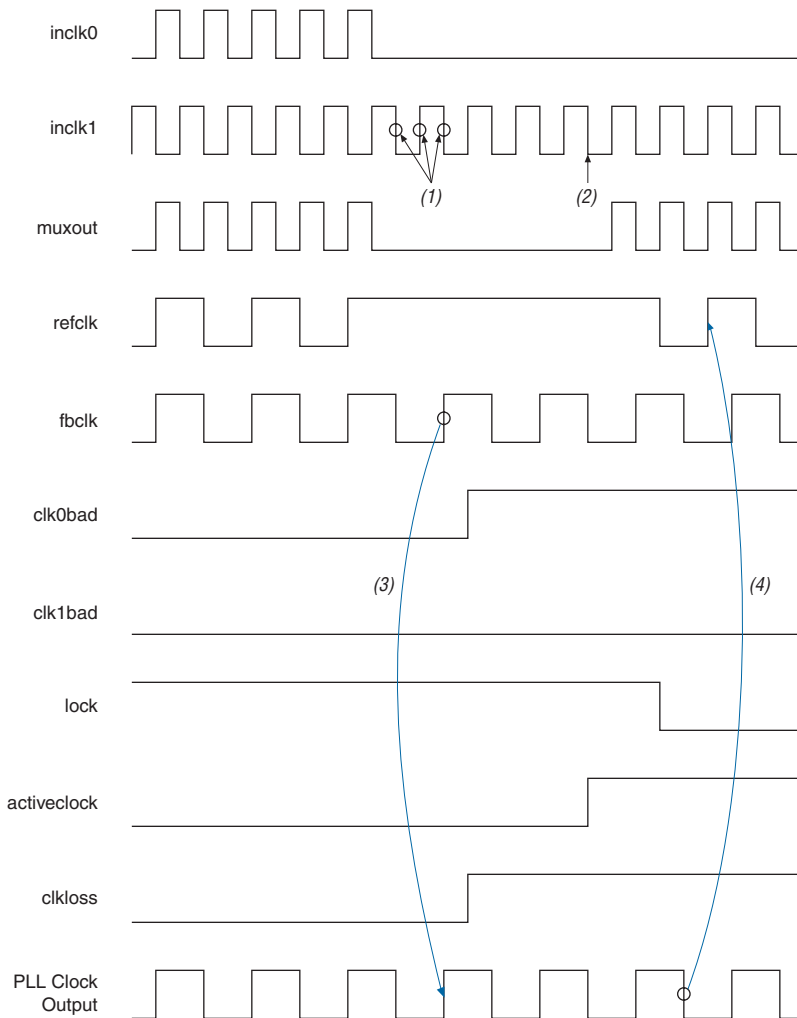 inclk0
inclk1
(1)
(2)
muxout
refclk
fbclk
clk0bad
(3)
(4)
clk1bad
lock
activeclock
clkloss
PLL Clock
Output